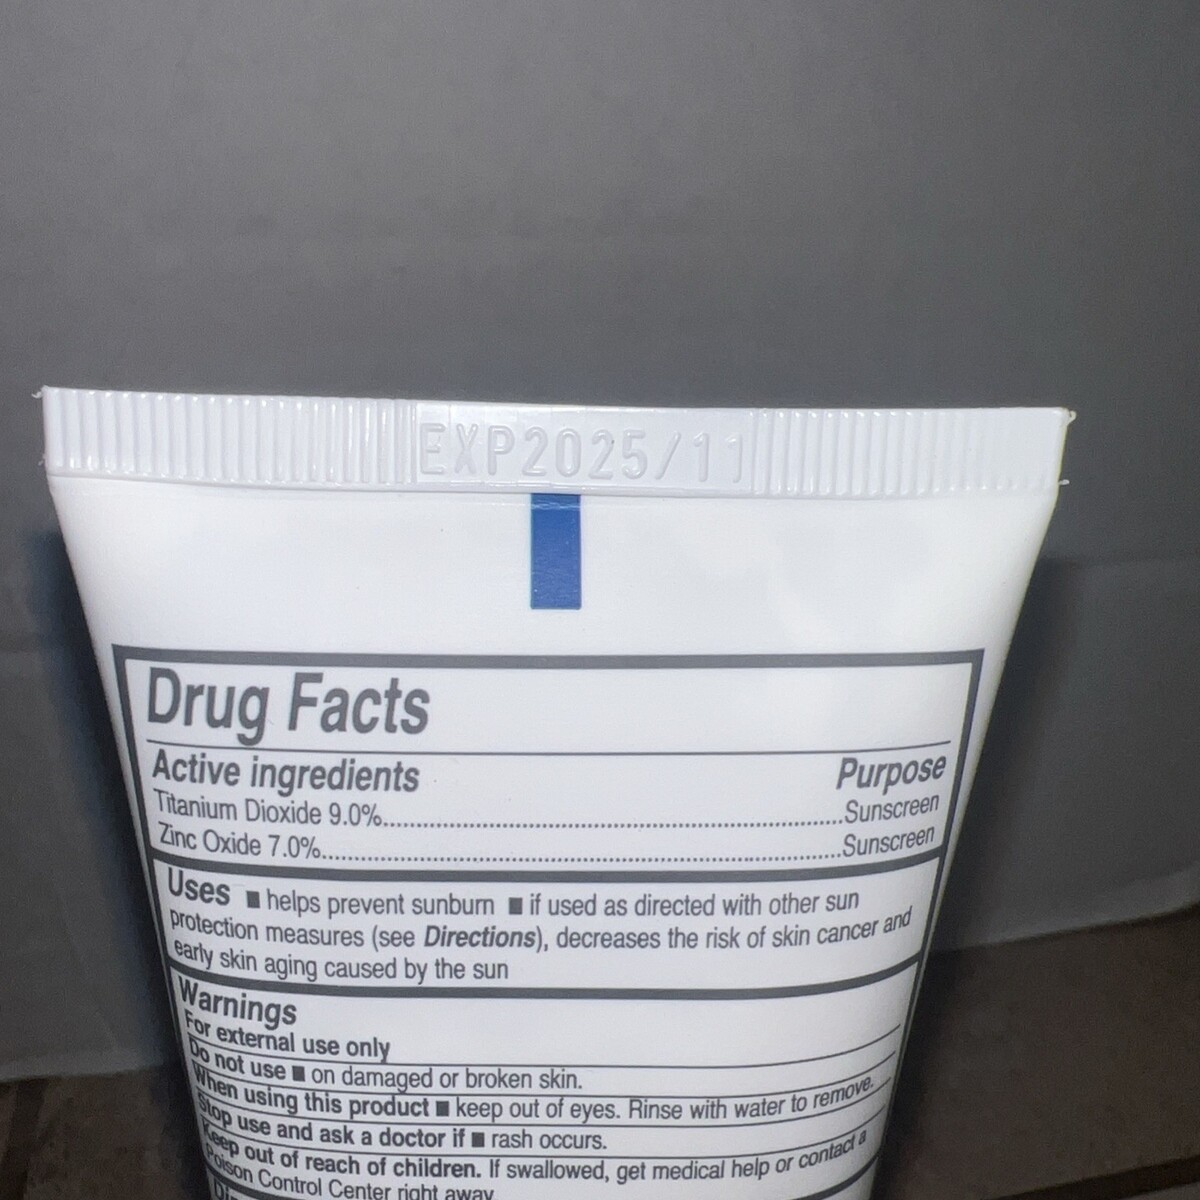 EXP2025/11
Drug Facts
Active ingredients Purpose
Titanium Dioxide 9.0%........................................................................Sunscreen
Zinc Oxide 7.0%................................................................................Sunscreen
Uses ■ helps prevent sunburn ■ if used as directed with other sun
protection measures (see Directions), decreases the risk of skin cancer and
early skin aging caused by the sun
Warnings
For external use only
Do not use ■ on damaged or broken skin.
When using this product ■ keep out of eyes. Rinse with water to remove.
Stop use and ask a doctor if ■ rash occurs.
Keep out of reach of children. If swallowed, get medical help or contact a
Poison Control Center right away